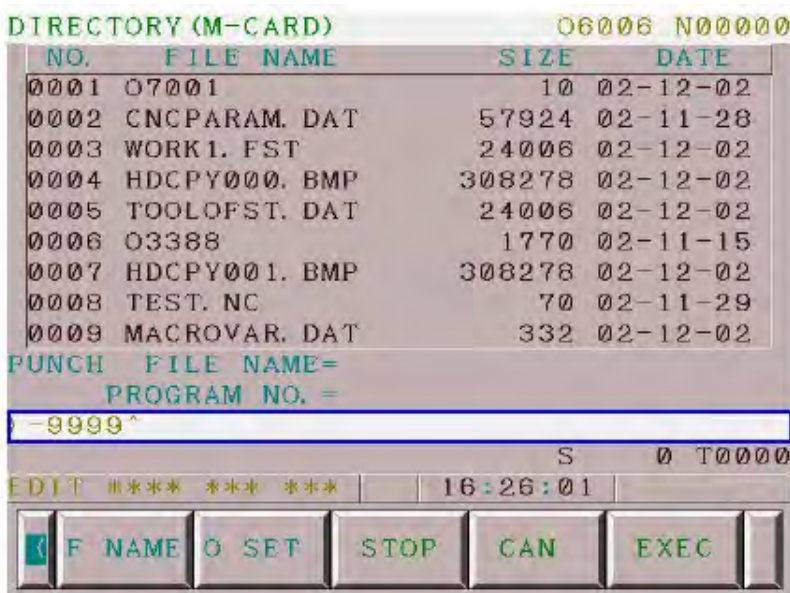 DIRECTORY (M-CARD) O6006 N00000
NO. FILE NAME SIZE DATE
0001 O7001 10 02-12-02
0002 CNCPARAM. DAT 57924 02-11-28
0003 WORK1. FST 24006 02-12-02
0004 HDCPY000. BMP 308278 02-12-02
0005 TOOLOFST. DAT 24006 02-12-02
0006 O3388 1770 02-11-15
0007 HDCPY001. BMP 308278 02-12-02
0008 TEST. NC 70 02-11-29
0009 MACROVAR. DAT 332 02-12-02
PUNCH FILE NAME=
PROGRAM NO. =
-9999^
S 0 T0000
EDIT **** *** *** 16:26:01
F NAME O SET STOP CAN EXEC